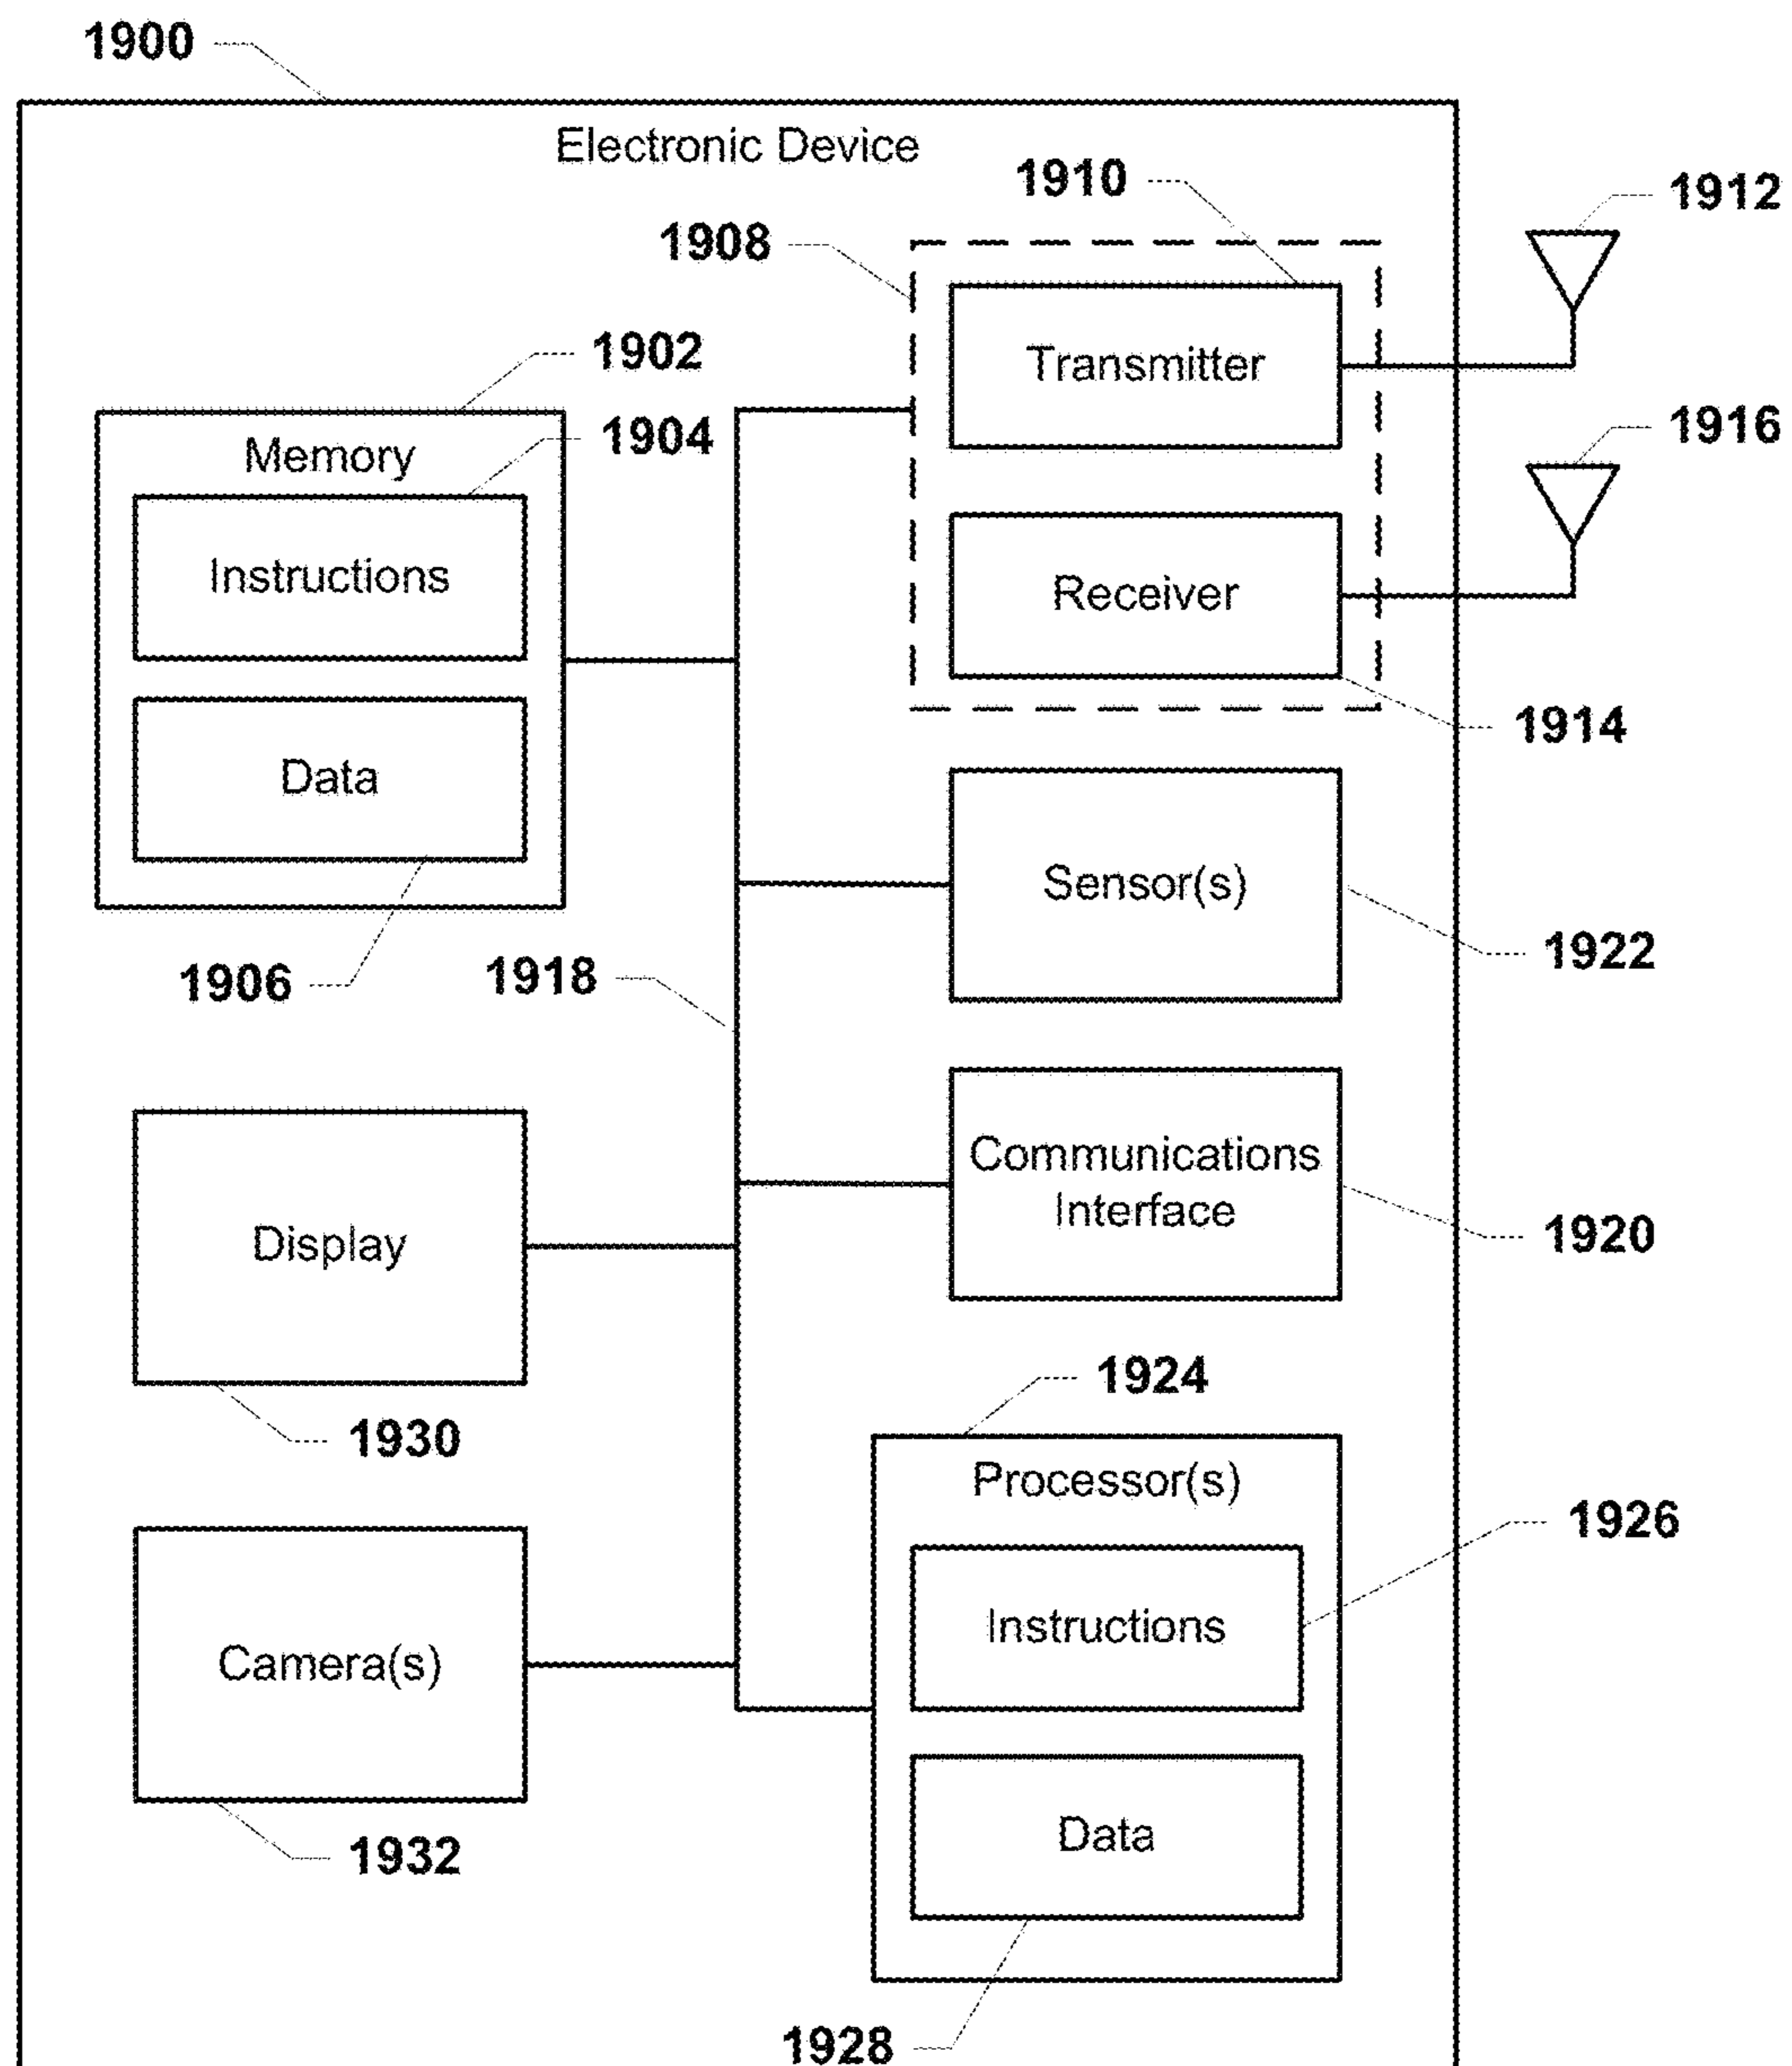 1900
Electronic Device
1910
1912
1908
Transmitter
1902
1904
1916
Memory
Instructions
Receiver
1914
Data
Sensor(s)
1922
1906
1918
Communications
Interface
1920
Display
1924
1930
Processor(s)
1926
Instructions
Camera(s)
Data
1932
1928